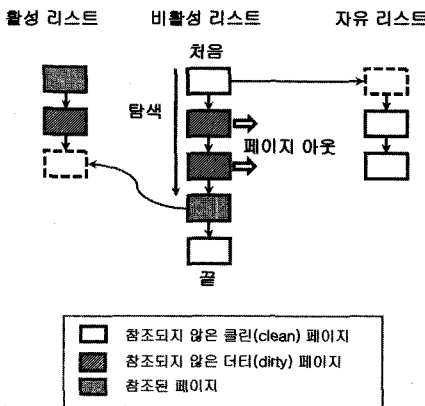 활성 리스트 비활성 리스트 자유 리스트
처음
탐색
페이지 아웃
끝
참조되지 않은 클린(clean) 페이지
참조되지 않은 더티(dirty) 페이지
참조된 페이지